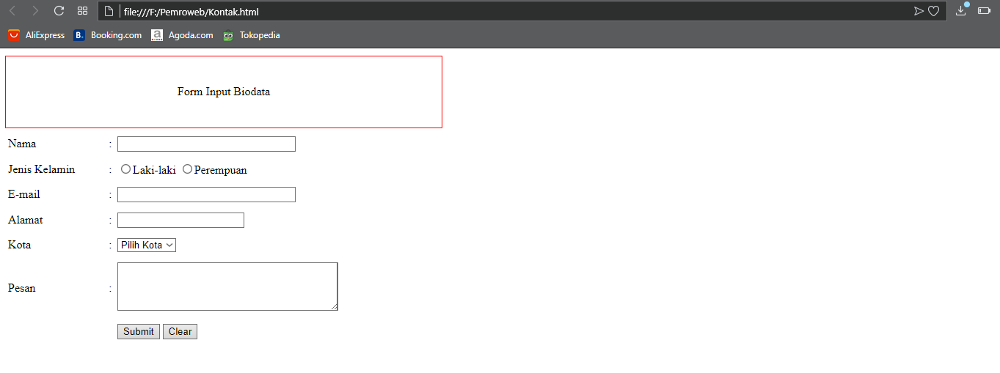 file:///F:/Pemroweb/Kontak.html
AliExpress B. Booking.com a Agoda.com Tokopedia
Form Input Biodata
Nama :
Jenis Kelamin : Laki-laki Perempuan
E-mail :
Alamat :
Kota : Pilih Kota
Pesan :
Submit Clear